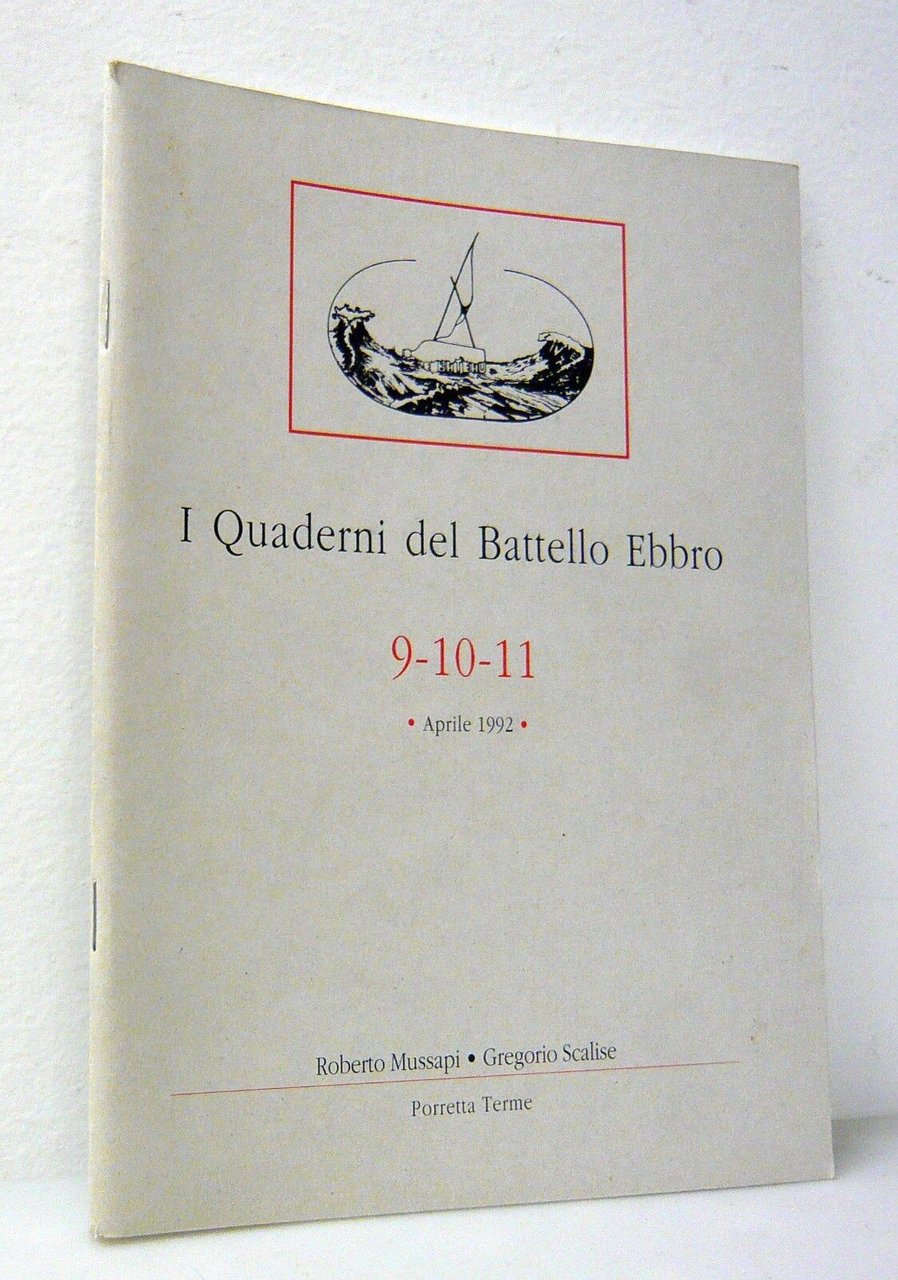 I Quaderni del Battello Ebbro
9-10-11
• Aprile 1992 •
Roberto Mussapi • Gregorio Scalise
Porretta Terme